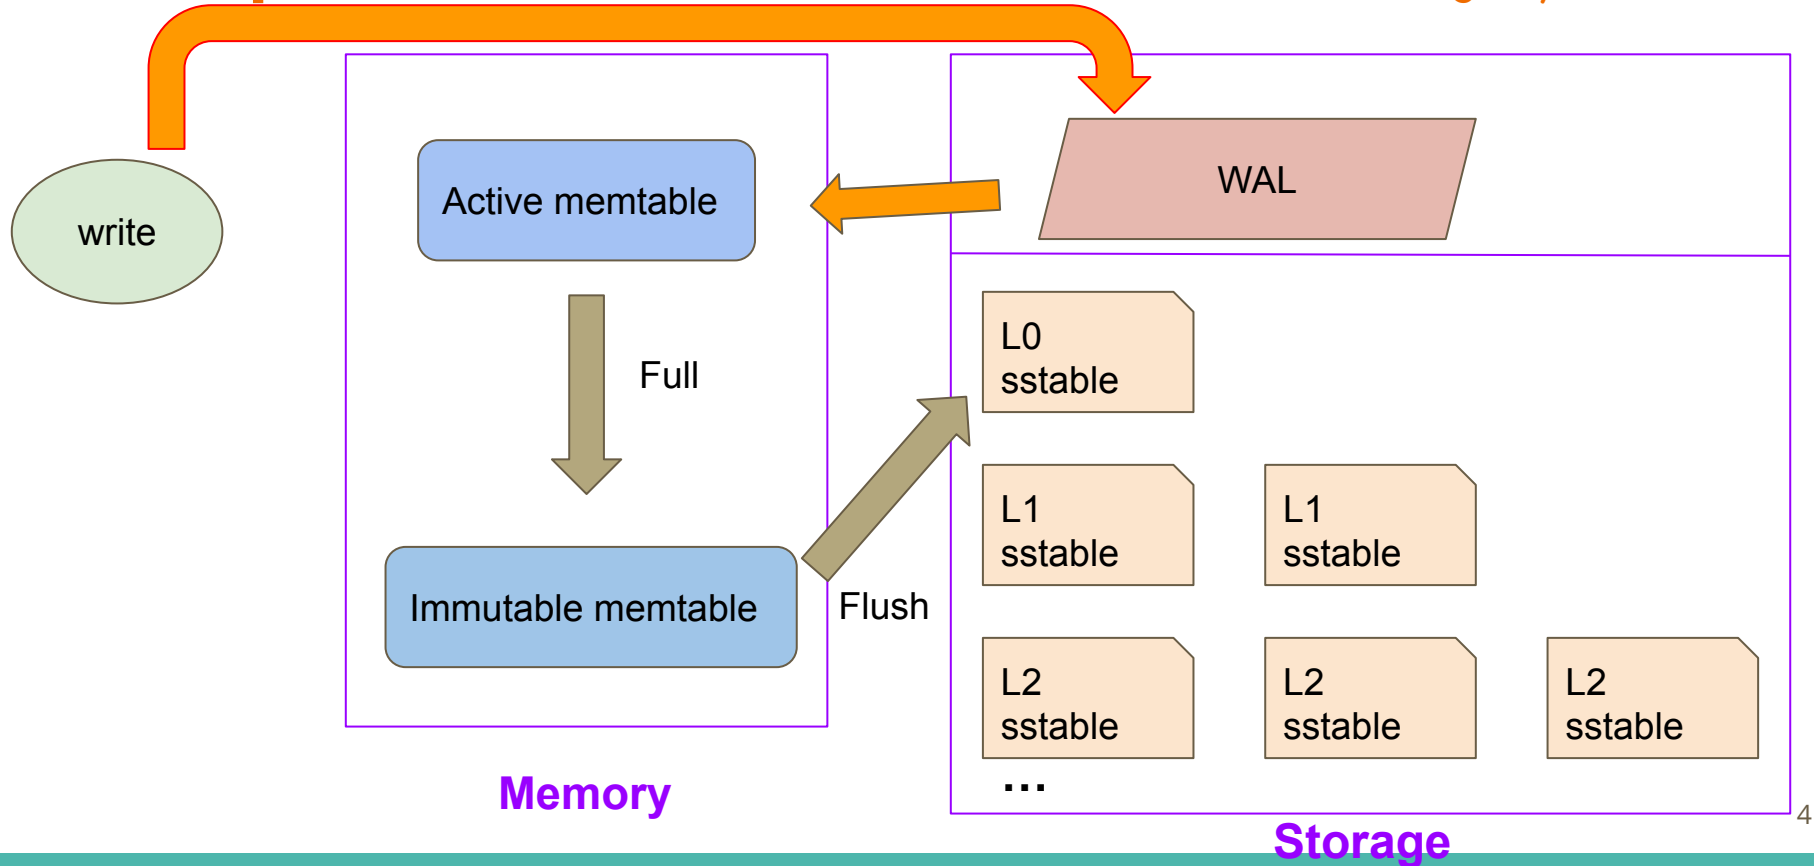 write
Active memtable
WAL
Full
L0
sstable
L1
sstable
L1
sstable
Immutable memtable
Flush
L2
sstable
L2
sstable
L2
sstable
...
Memory
Storage
4